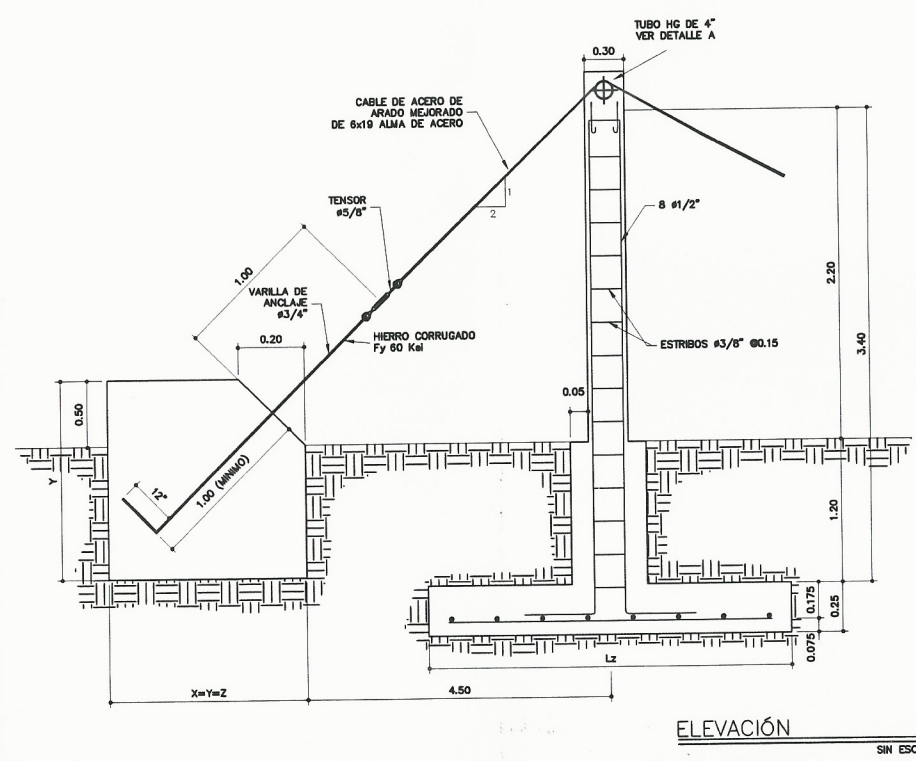 TUBO HG DE 4"
VER DETALLE A
0.30
CABLE DE ACERO DE
ARADO MEJORADO
DE 6x19 ALMA DE ACERO
1
2
TENSOR
ø5/8"
8 ø1/2"
1.00
VARILLA DE
ANCLAJE
ø3/4"
2.20
HIERRO CORRUGADO
Fy 60 Ksi
0.20
ESTRIBOS ø3/8" @0.15
3.40
0.05
0.50
Y
1.00 (MINIMO)
12"
1.20
0.175
0.25
0.075
Lz
X=Y=Z
4.50
ELEVACIÓN
SIN ESC